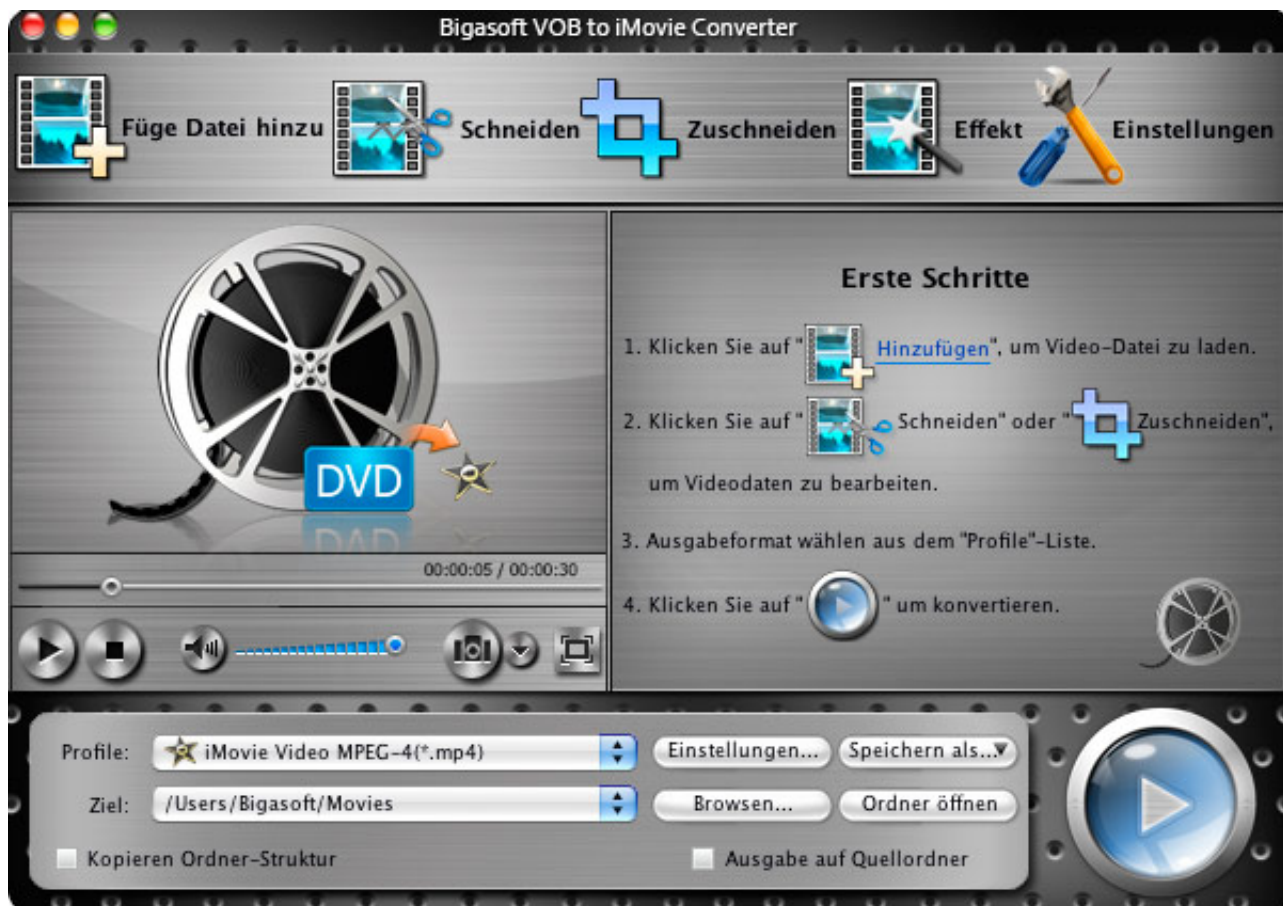 Bigasoft VOB to iMovie Converter
Füge Datei hinzu Schneiden Zuschneiden Effekt Einstellungen
DVD
00:00:05 / 00:00:30
Erste Schritte
1. Klicken Sie auf " Hinzufügen", um Video-Datei zu laden.
2. Klicken Sie auf " Schneiden" oder " Zuschneiden",
um Videodaten zu bearbeiten.
3. Ausgabeformat wählen aus dem "Profile"-Liste.
4. Klicken Sie auf " " um konvertieren.
Profile: iMovie Video MPEG-4(*.mp4) Einstellungen... Speichern als...
Ziel: /Users/Bigasoft/Movies Browsen... Ordner öffnen
Kopieren Ordner-Struktur Ausgabe auf Quellordner